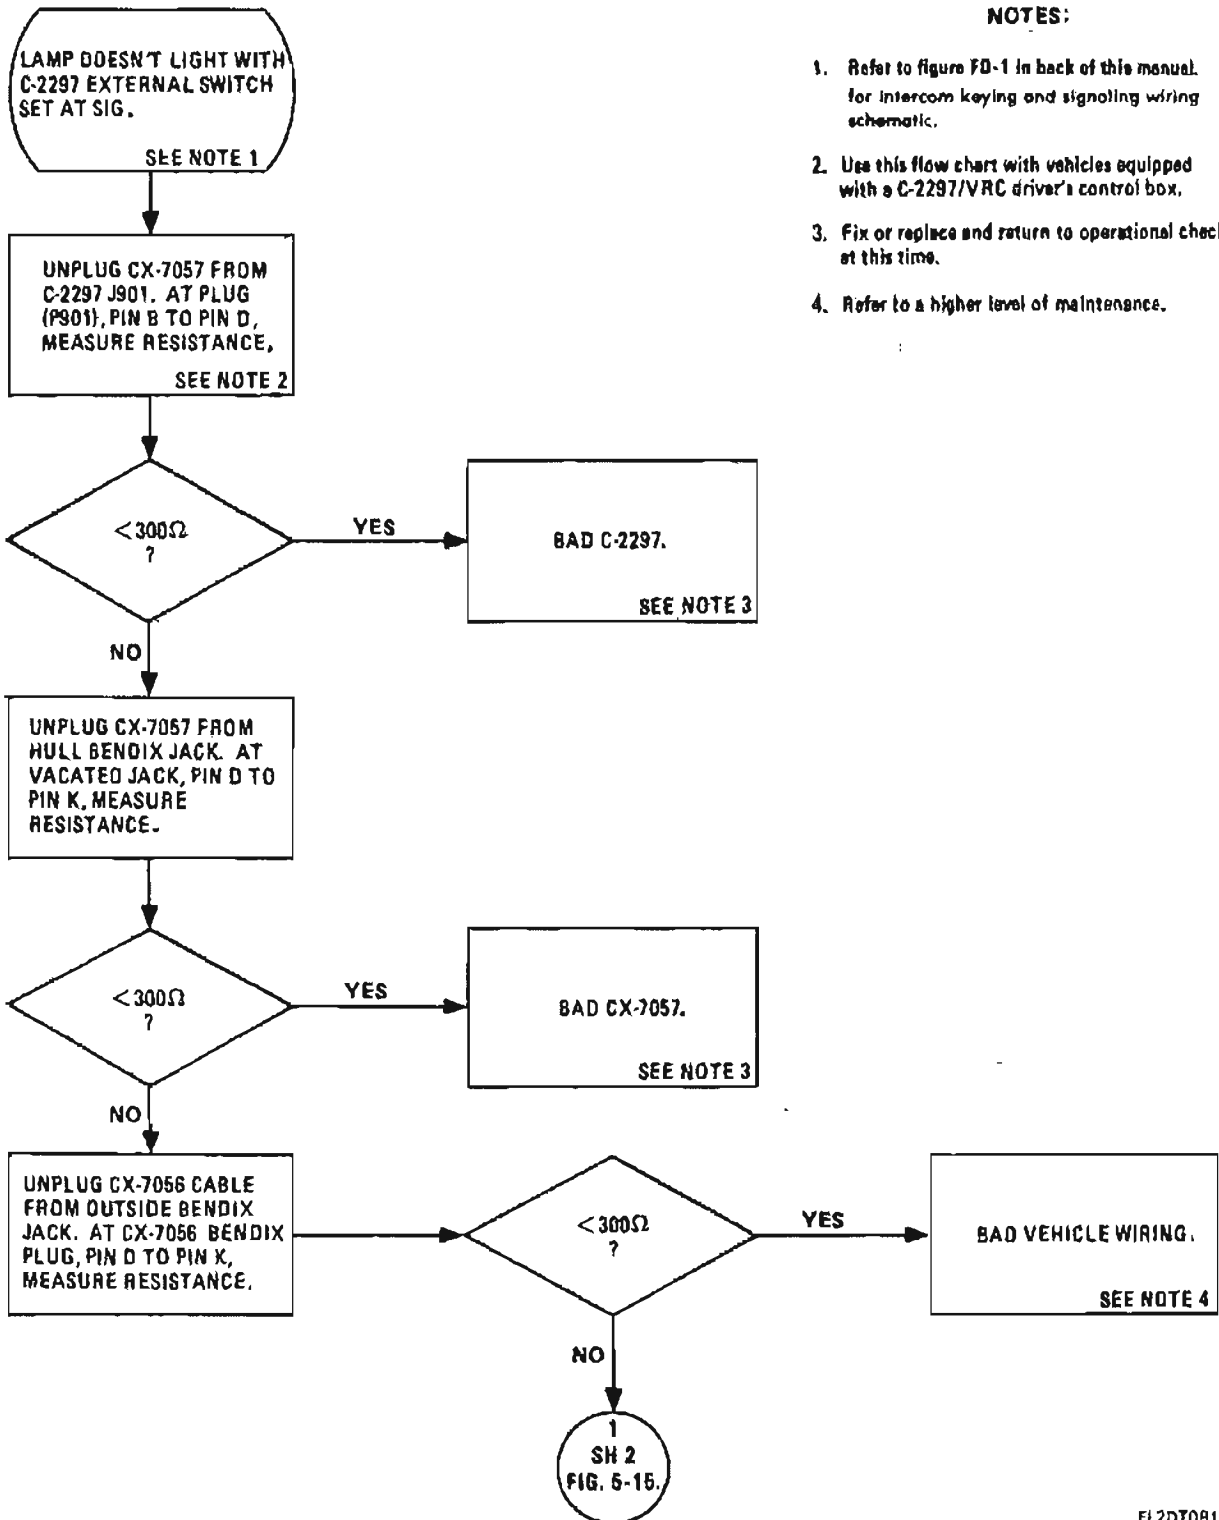 LAMP DOESN'T LIGHT WITH
C-2297 EXTERNAL SWITCH
SET AT SIG.
SEE NOTE 1
NOTES:
1. Refer to figure FO-1 in back of this manual.
for intercom keying and signaling wiring
schematic.
2. Use this flow chart with vehicles equipped
with a C-2297/VRC driver's control box.
3. Fix or replace and return to operational chec
at this time.
4. Refer to a higher level of maintenance.
UNPLUG CX-7057 FROM
C-2297 J901. AT PLUG
(P901), PIN B TO PIN D,
MEASURE RESISTANCE.
SEE NOTE 2
<300Ω
?
YES
BAD C-2297.
SEE NOTE 3
NO
UNPLUG CX-7057 FROM
HULL BENDIX JACK. AT
VACATED JACK, PIN D TO
PIN K, MEASURE
RESISTANCE.
<300Ω
?
YES
BAD CX-7057.
SEE NOTE 3
NO
UNPLUG CX-7056 CABLE
FROM OUTSIDE BENDIX
JACK. AT CX-7056 BENDIX
PLUG, PIN D TO PIN K,
MEASURE RESISTANCE.
<300Ω
?
YES
BAD VEHICLE WIRING.
SEE NOTE 4
NO
1
SH 2
FIG. 5-15.